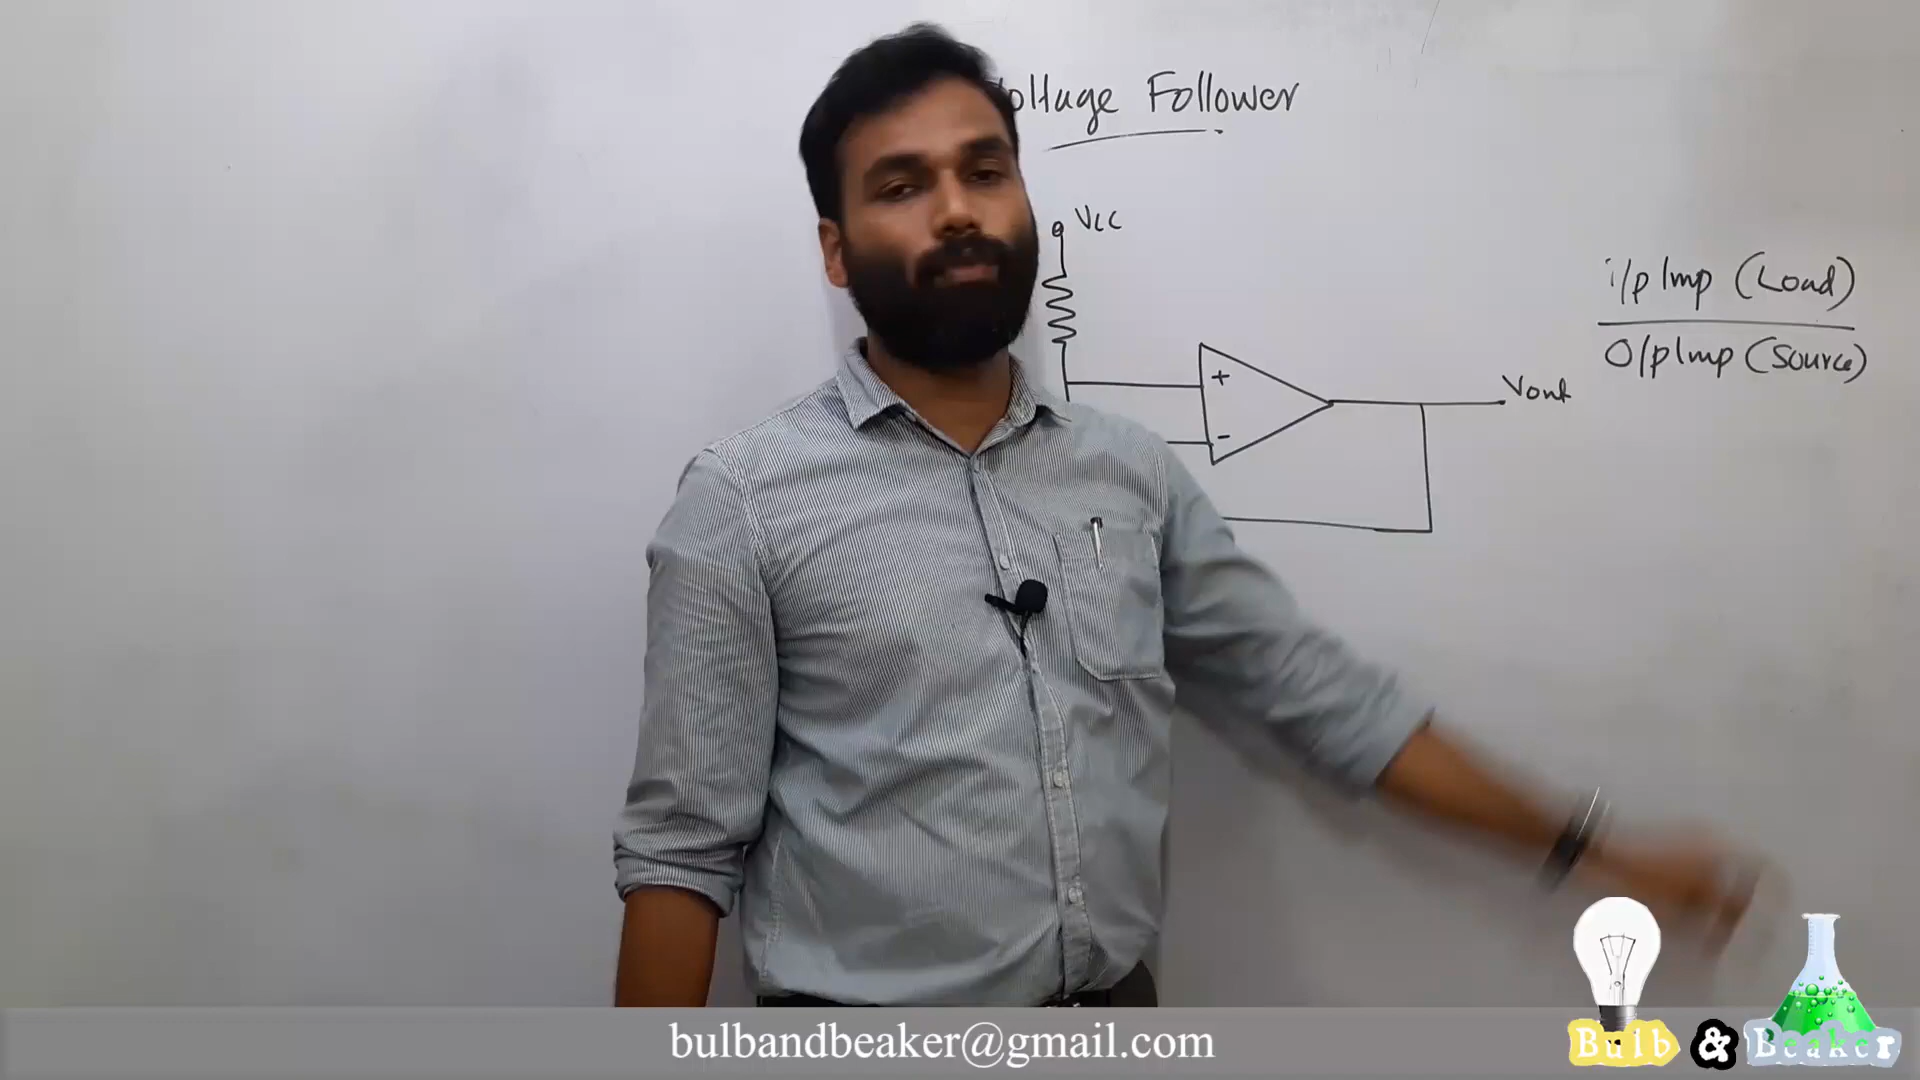 Voltage Follower
Vcc
i/p Imp (Load)
O/p Imp (Source)
+
Vout
-
bulbandbeaker@gmail.com
Bulb & Beaker